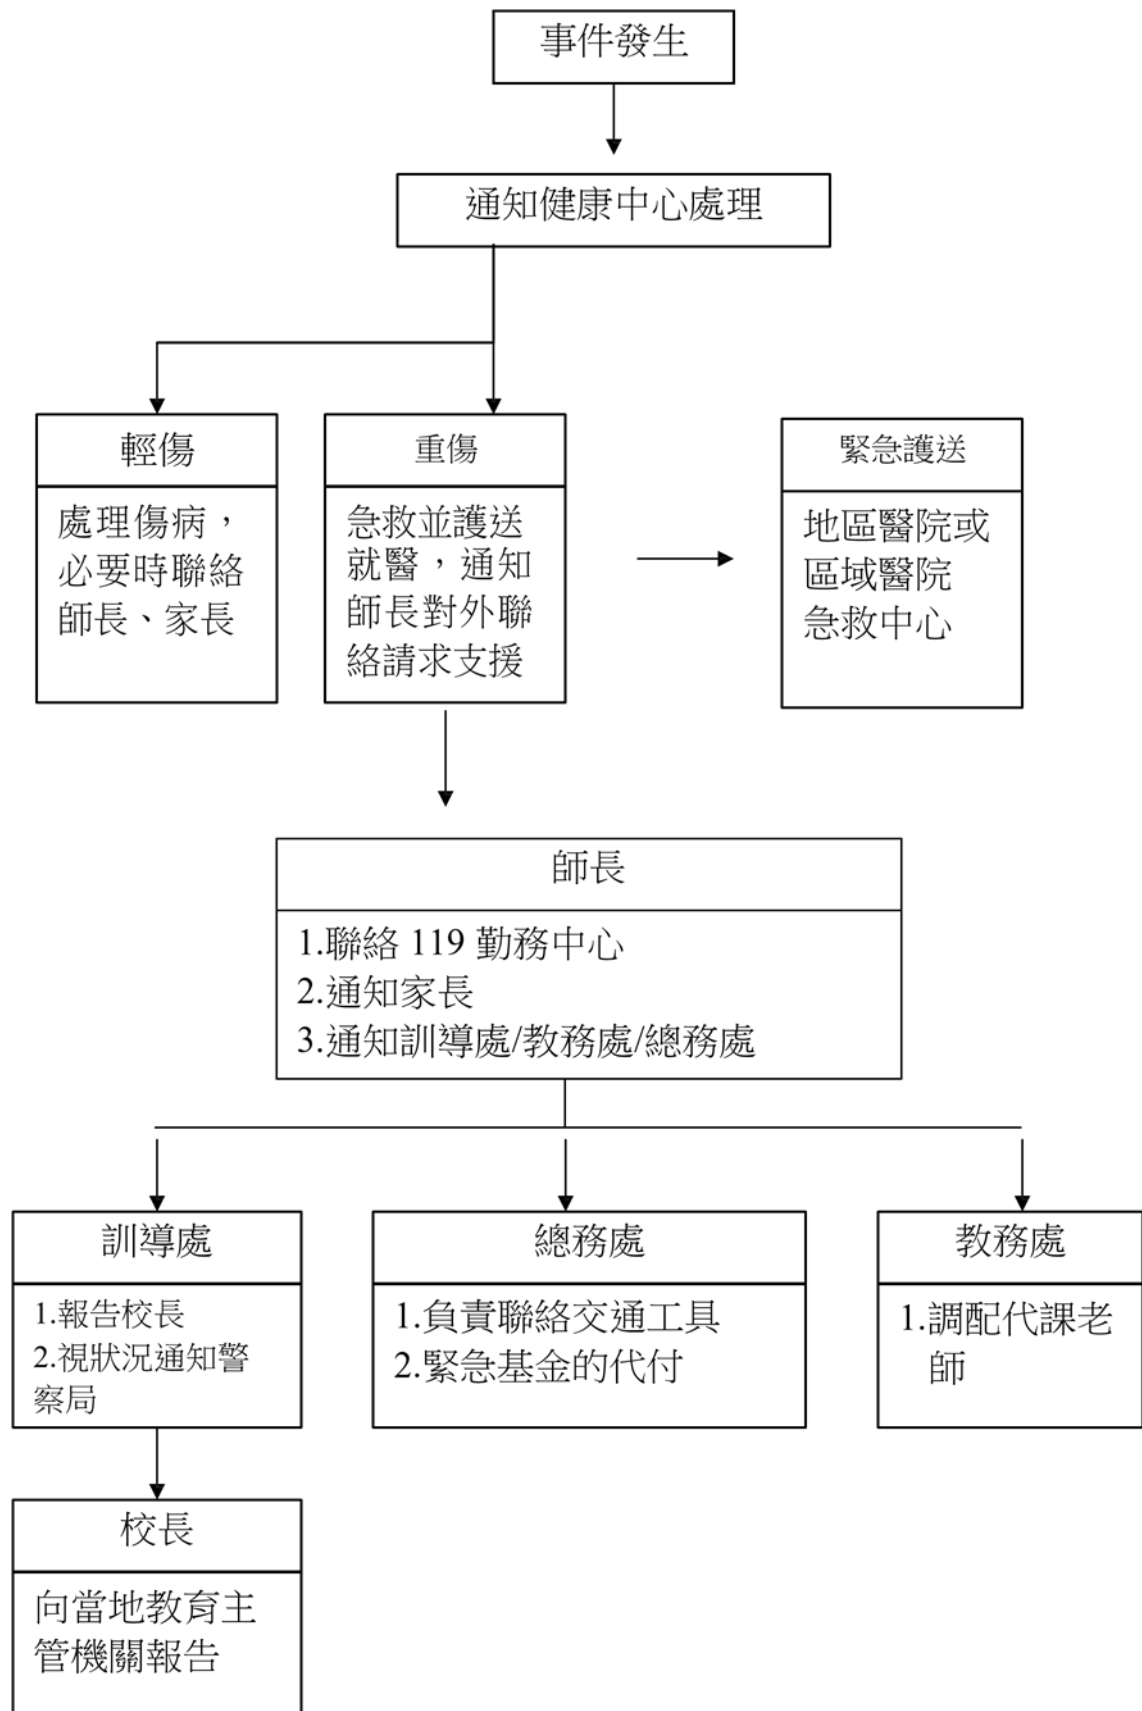 事件發生
通知健康中心處理
輕傷
處理傷病，
必要時聯絡
師長、家長
重傷
急救並護送
就醫，通知
師長對外聯
絡請求支援
緊急護送
地區醫院或
區域醫院
急救中心
師長
1.聯絡 119 勤務中心
2.通知家長
3.通知訓導處/教務處/總務處
訓導處
1.報告校長
2.視狀況通知警
察局
總務處
1.負責聯絡交通工具
2.緊急基金的代付
教務處
1.調配代課老
師
校長
向當地教育主
管機關報告